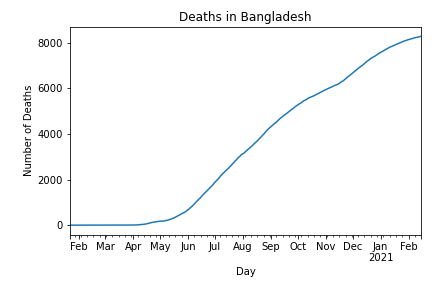 Deaths in Bangladesh
Number of Deaths
8000
6000
4000
2000
0
Feb Mar Apr May Jun Jul Aug Sep Oct Nov Dec Jan Feb
2021
Day